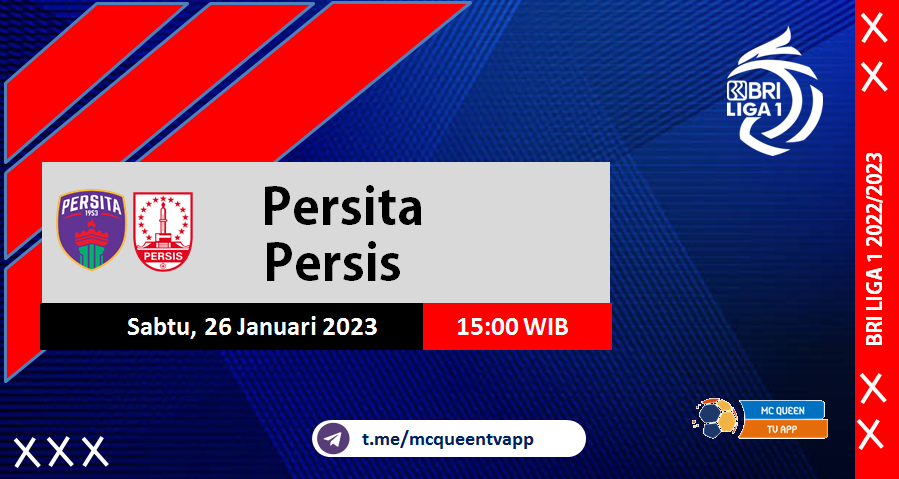 BRI
LIGA 1
PERSITA
1953
PERSIS
Persita
Persis
Sabtu, 26 Januari 2023
15:00 WIB
BRI LIGA 1 2022/2023
MC QUEEN
TV APP
t.me/mcqueentvapp
XXX
X
X
X
X